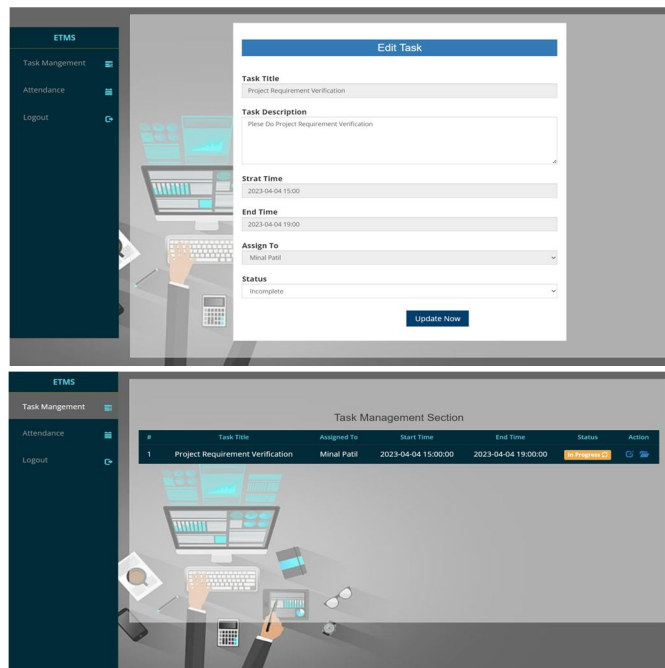 ETMS
Task Mangement
Attendance
Logout
Edit Task
Task Title
Project Requirement Verification
Task Description
Plese Do Project Requirement Verification
Strat Time
2023-04-04 15:00
End Time
2023-04-04 19:00
Assign To
Minal Patil
Status
Incomplete
Update Now
ETMS
Task Mangement
Attendance
Logout
Task Management Section
# Task Title Assigned To Start Time End Time Status Action
1 Project Requirement Verification Minal Patil 2023-04-04 15:00:00 2023-04-04 19:00:00 In Progress